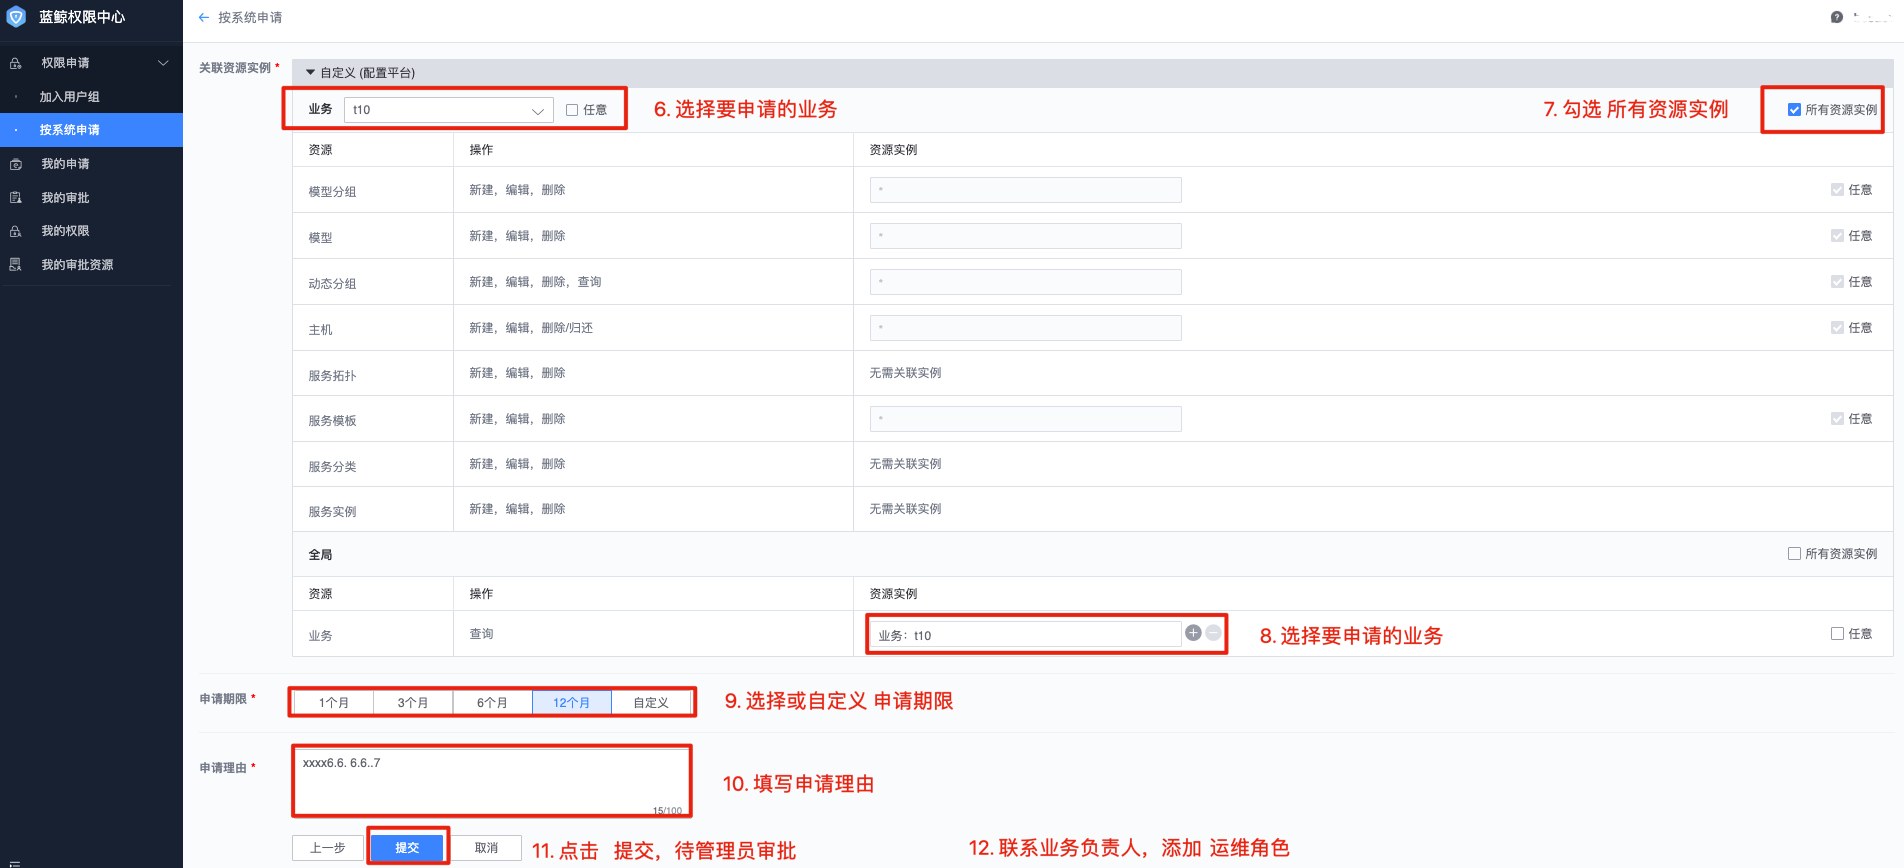 蓝鲸权限中心
按系统申请
权限申请
加入用户组
按系统申请
我的申请
我的审批
我的权限
我的审批资源
关联资源实例 *
自定义 (配置平台)
业务 t10 任意 6. 选择要申请的业务 7. 勾选 所有资源实例 所有资源实例
资源 操作 资源实例
模型分组 新建，编辑，删除 * 任意
模型 新建，编辑，删除 * 任意
动态分组 新建，编辑，删除，查询 * 任意
主机 新建，编辑，删除/归还 * 任意
服务拓扑 新建，编辑，删除 无需关联实例
服务模板 新建，编辑，删除 * 任意
服务分类 新建，编辑，删除 无需关联实例
服务实例 新建，编辑，删除 无需关联实例
全局 所有资源实例
资源 操作 资源实例
业务 查询 业务：t10 8. 选择要申请的业务 任意
申请期限 * 1个月 3个月 6个月 12个月 自定义 9. 选择或自定义 申请期限
申请理由 * xxxx6.6. 6.6..7 10. 填写申请理由
15/100
上一步 提交 取消 11. 点击 提交，待管理员审批 12. 联系业务负责人，添加 运维角色